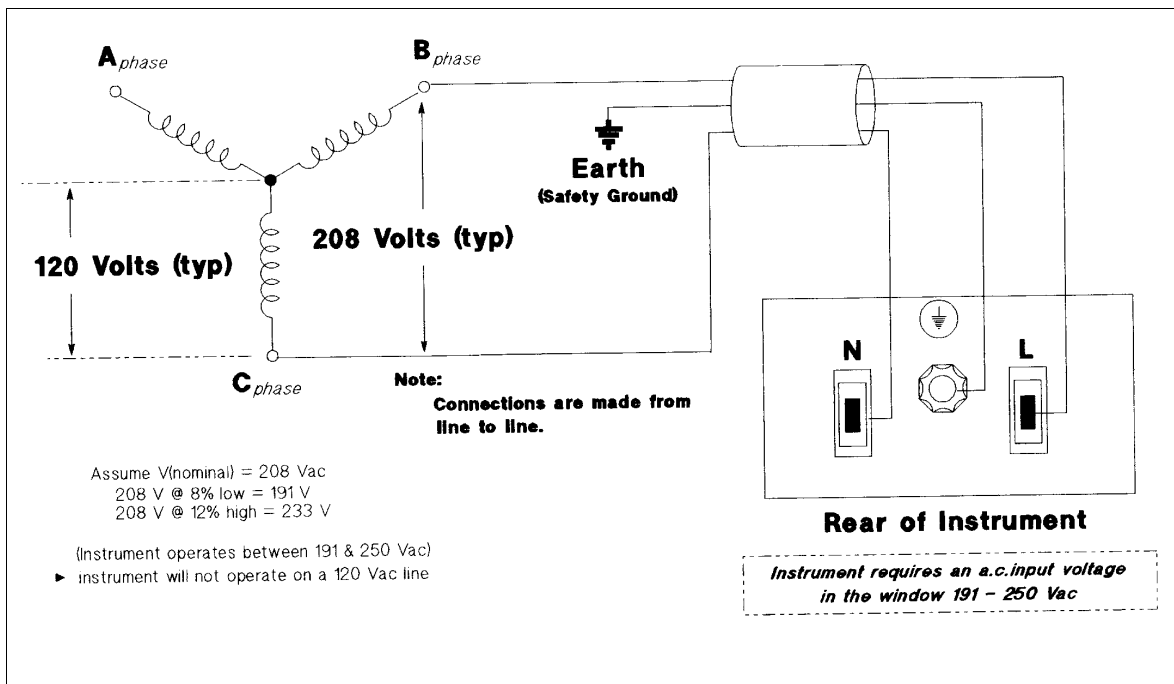 A phase
B phase
Earth
(Safety Ground)
208 Volts (typ)
120 Volts (typ)
C phase
Note:
Connections are made from
line to line.
N
L
Assume V(nominal) = 208 Vac
208 V @ 8% low = 191 V
208 V @ 12% high = 233 V
(Instrument operates between 191 & 250 Vac)
► instrument will not operate on a 120 Vac line
Rear of Instrument
Instrument requires an a.c.input voltage
in the window 191 - 250 Vac